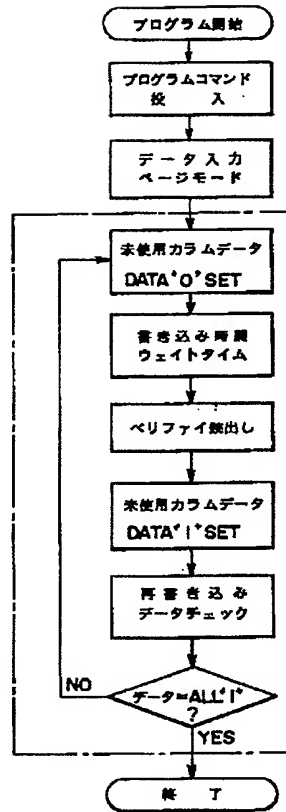 プログラム開始
プログラムコマンド
投入
データ入力
ページモード
未使用カラムデータ
DATA"0"SET
書き込み時間
ウェイトタイム
ベリファイ読出し
未使用カラムデータ
DATA"1"SET
再書き込み
データチェック
NO
データ=ALL"1"
?
YES
終了